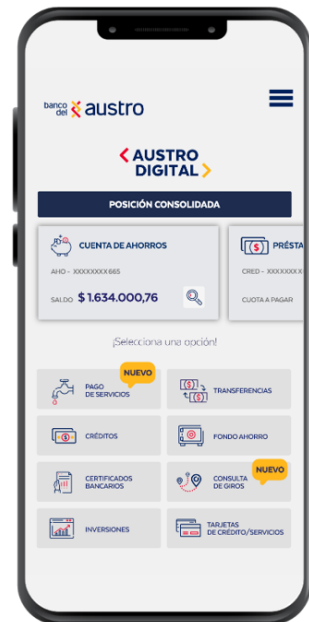 banco del austro
AUSTRO
DIGITAL
POSICIÓN CONSOLIDADA
CUENTA DE AHORROS
AHO - XXXXXXXX665
SALDO $ 1.634.000,76
PRÉSTA
CRED - XXXXXXXX
CUOTA A PAGAR
¡Selecciona una opción!
NUEVO
PAGO
DE SERVICIOS
TRANSFERENCIAS
CRÉDITOS
FONDO AHORRO
CERTIFICADOS
BANCARIOS
NUEVO
CONSULTA
DE GIROS
INVERSIONES
TARJETAS
DE CRÉDITO/SERVICIOS